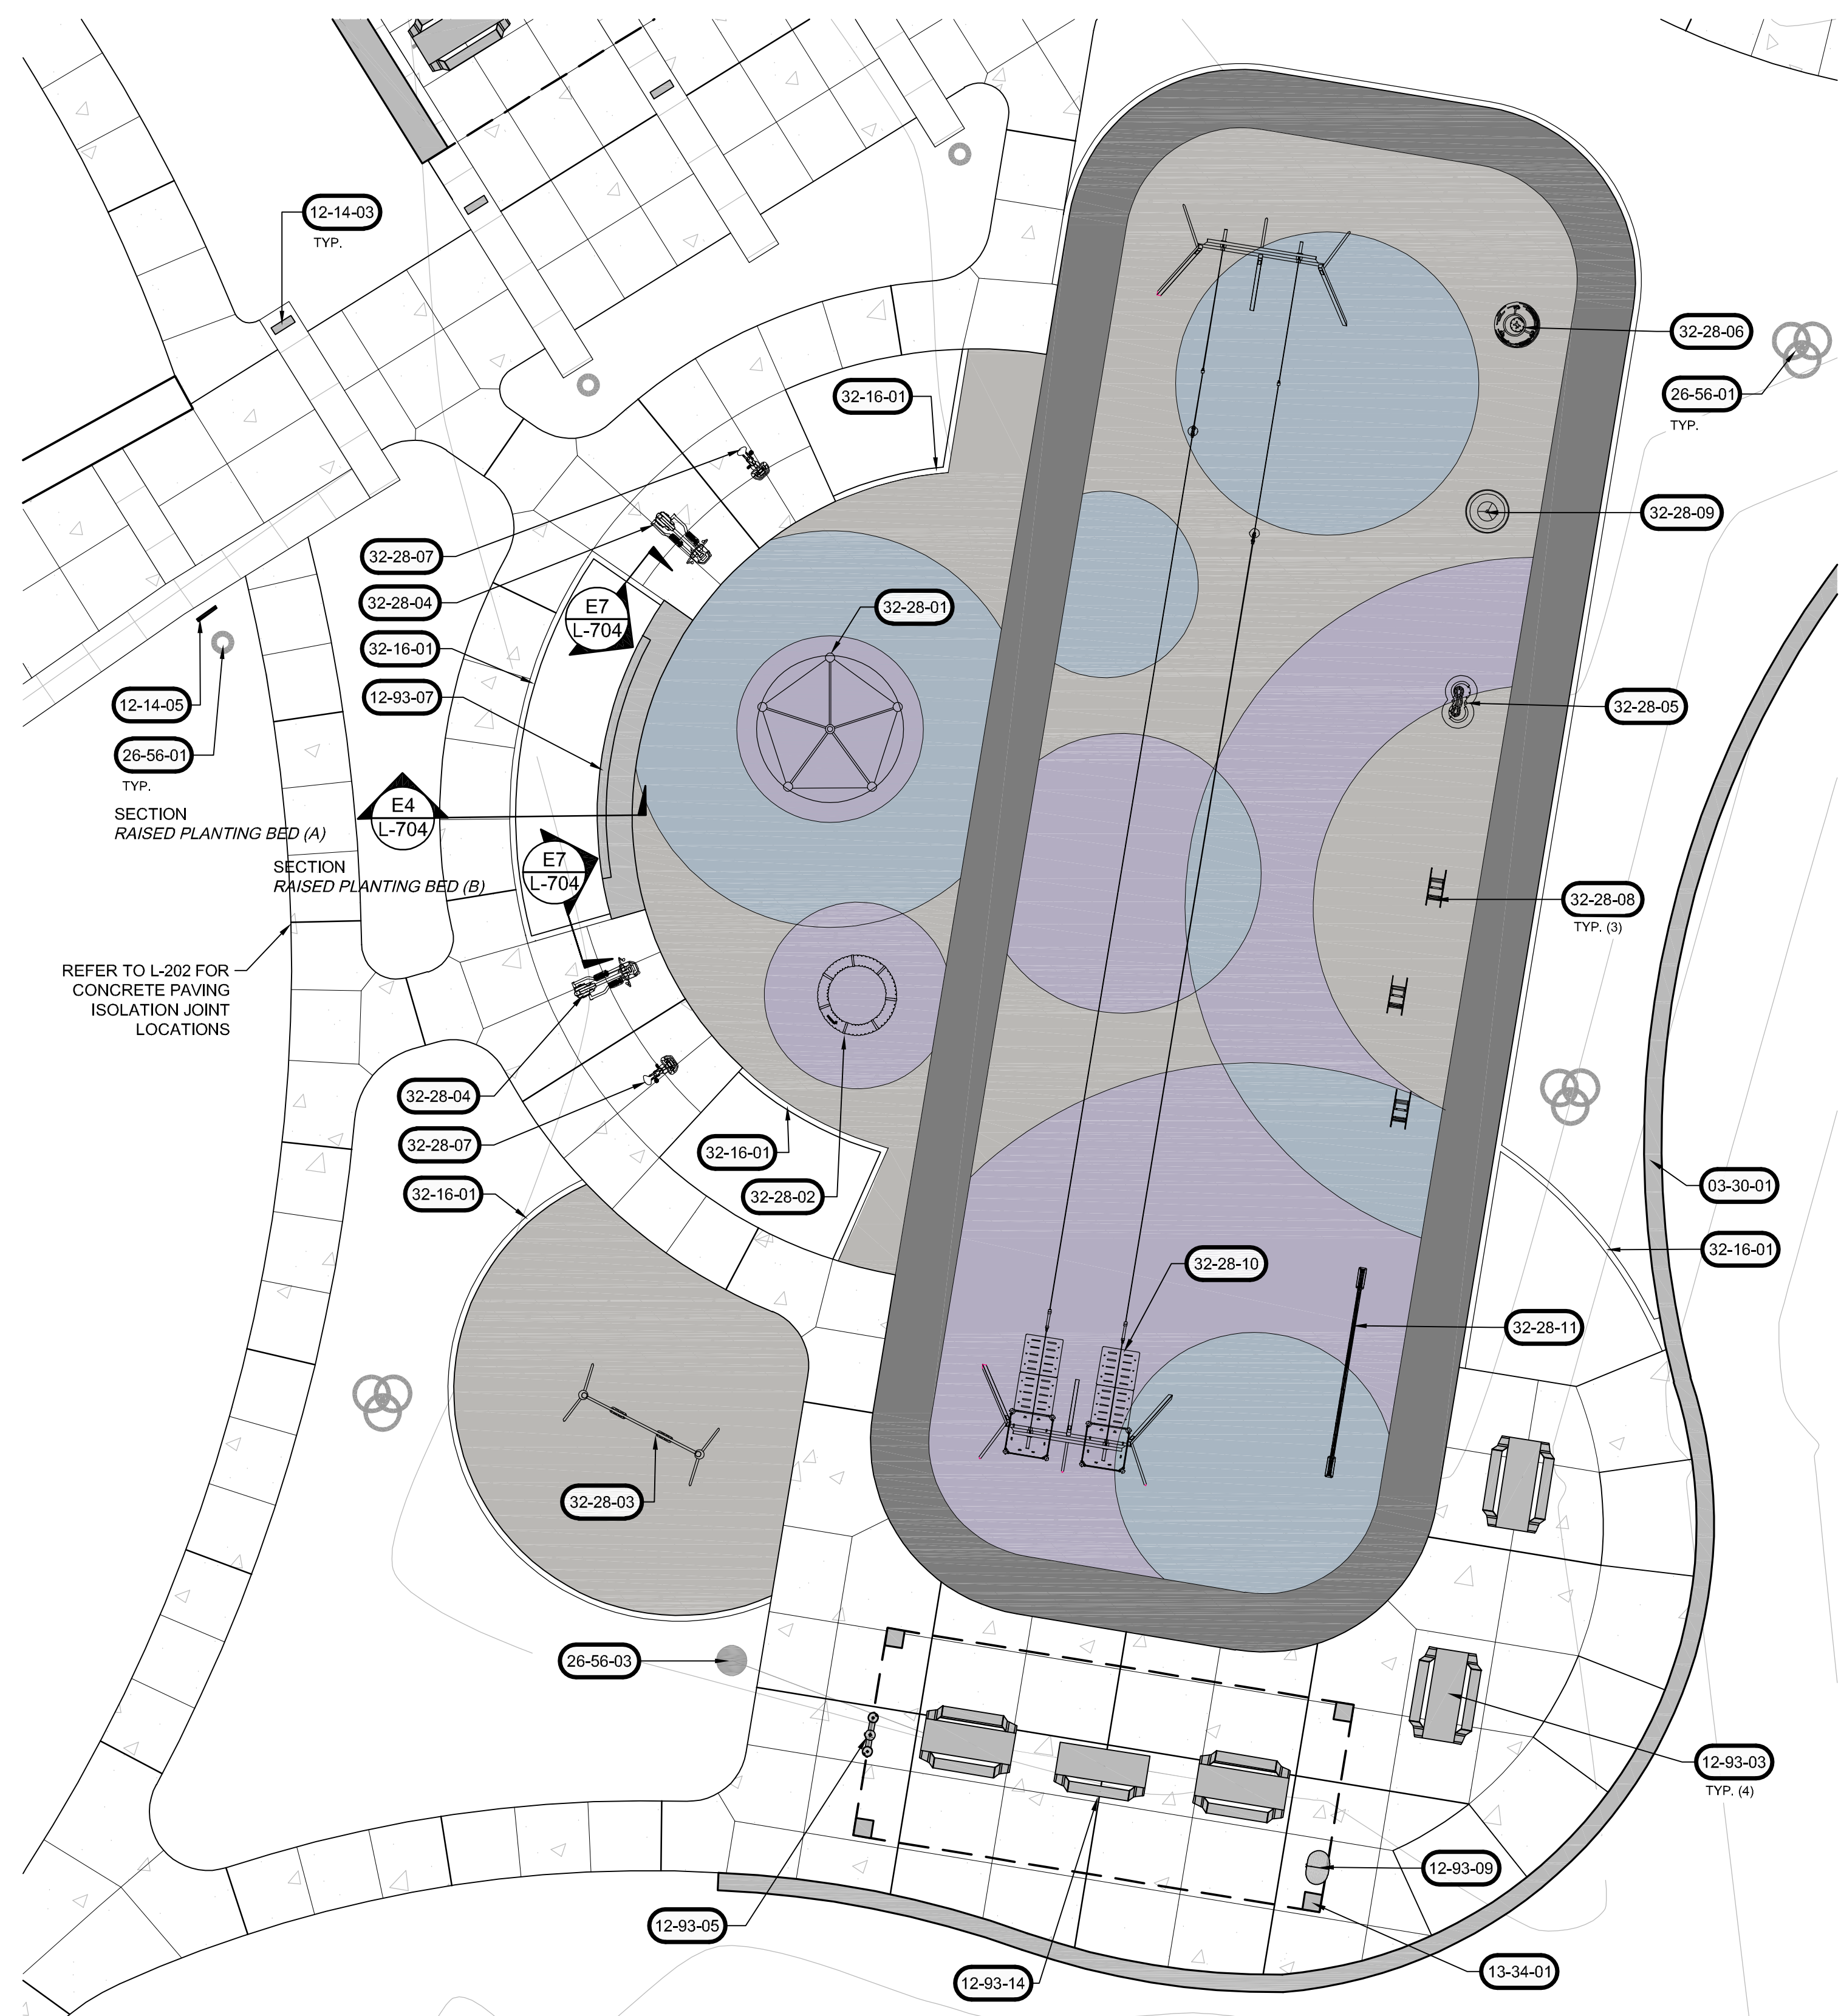 12-14-03
TYP.
32-16-01
32-28-06
26-56-01
TYP.
32-28-09
32-28-07
32-28-04
32-28-01
E7
L-704
32-16-01
12-93-07
12-14-05
26-56-01
TYP.
32-28-05
SECTION
RAISED PLANTING BED (A)
E4
L-704
SECTION
RAISED PLANTING BED (B)
E7
L-704
32-28-08
TYP. (3)
REFER TO L-202 FOR
CONCRETE PAVING
ISOLATION JOINT
LOCATIONS
32-28-04
32-28-07
32-16-01
32-16-01
32-28-02
03-30-01
32-16-01
32-28-10
32-28-11
32-28-03
26-56-03
12-93-03
TYP. (4)
12-93-09
12-93-05
12-93-14
13-34-01